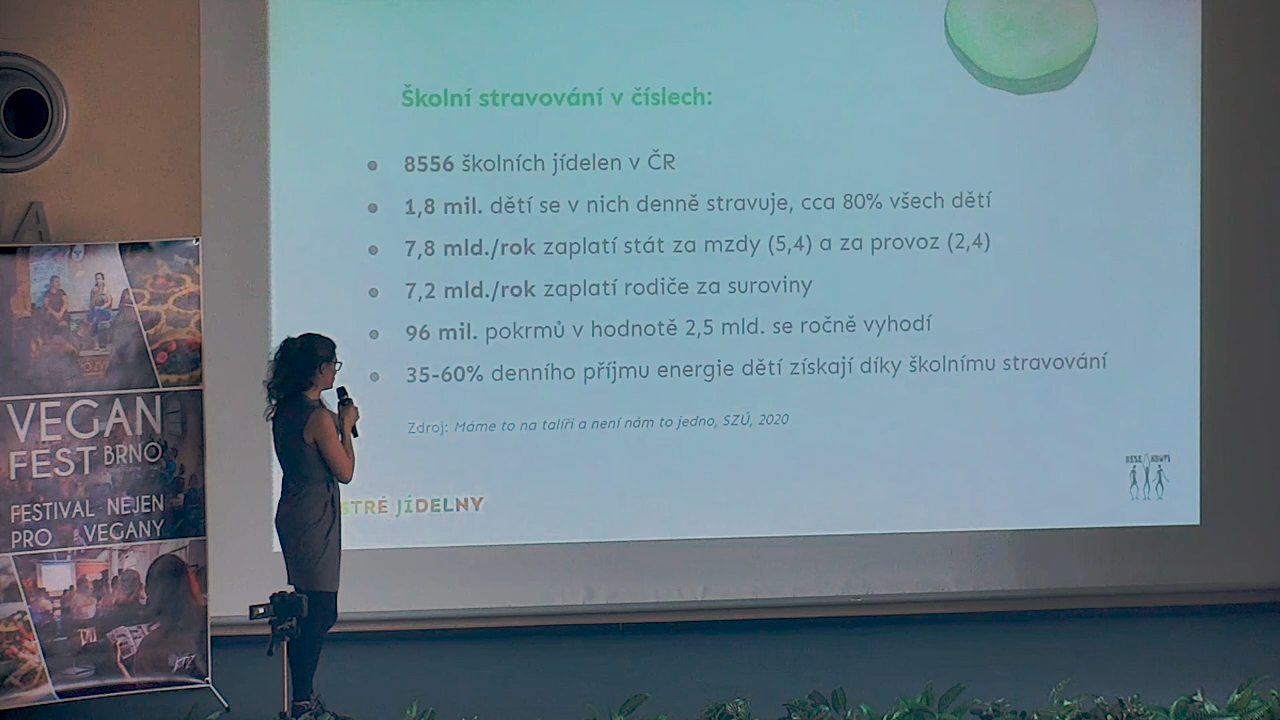 Školní stravování v číslech:
8556 školních jídelen v ČR
1,8 mil. dětí se v nich denně stravuje, cca 80% všech dětí
7,8 mld./rok zaplatí stát za mzdy (5,4) a za provoz (2,4)
7,2 mld./rok zaplatí rodiče za suroviny
96 mil. pokrmů v hodnotě 2,5 mld. se ročně vyhodí
35-60% denního příjmu energie dětí získají díky školnímu stravování
Zdroj: Máme to na talíři a není nám to jedno, SZÚ, 2020
STRÉ JÍDELNY
A
VEGAN
FEST BRNO
FESTIVAL NEJEN
PRO VEGANY